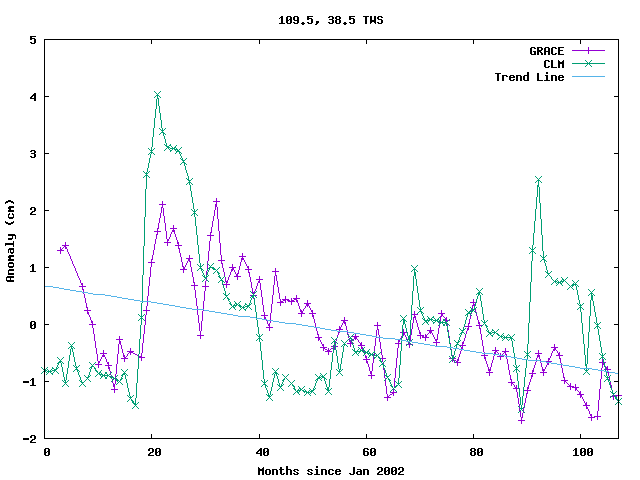 109.5, 38.5 TWS
GRACE
CLM
Trend Line
5
4
3
2
1
0
-1
-2
Anomaly (cm)
0 20 40 60 80 100
Months since Jan 2002